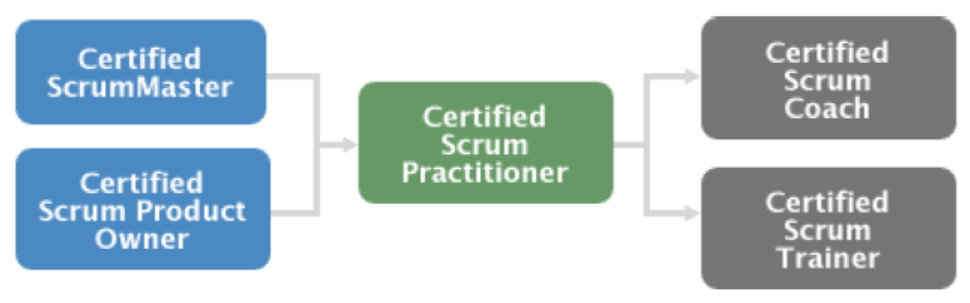 Certified
ScrumMaster
Certified
Scrum Product
Owner
Certified
Scrum
Practitioner
Certified
Scrum
Coach
Certified
Scrum
Trainer